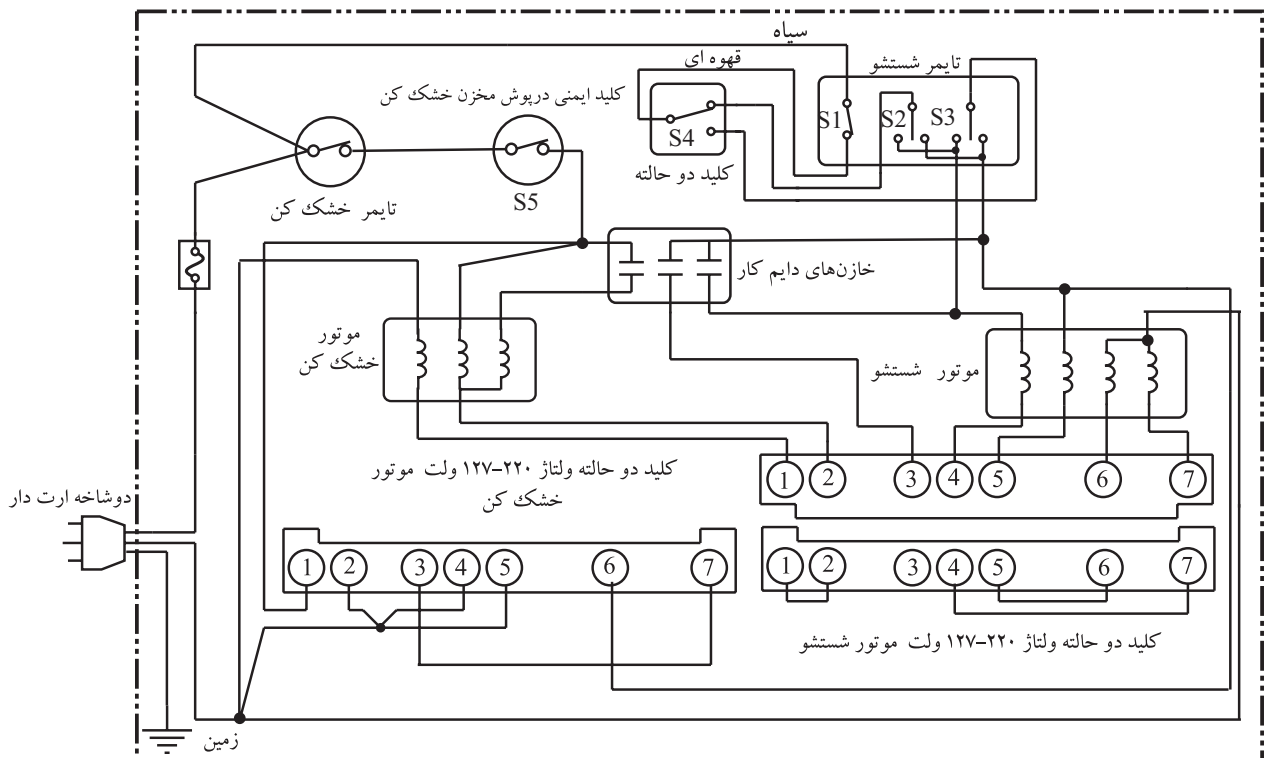 سیاه
قهوه ای
تایمر شستشو
کلید ایمنی درپوش مخزن خشک کن
S1
S2
S3
S4
کلید دو حالته
S5
تایمر خشک کن
خازن‌های دایم کار
موتور
خشک کن
موتور شستشو
1 2 3 4 5 6 7
کلید دو حالته ولتاژ ۲۲۰–۱۲۷ ولت موتور
خشک کن
دوشاخه ارت دار
1 2 3 4 5 6 7
1 2 3 4 5 6 7
کلید دو حالته ولتاژ ۲۲۰–۱۲۷ ولت موتور شستشو
زمین